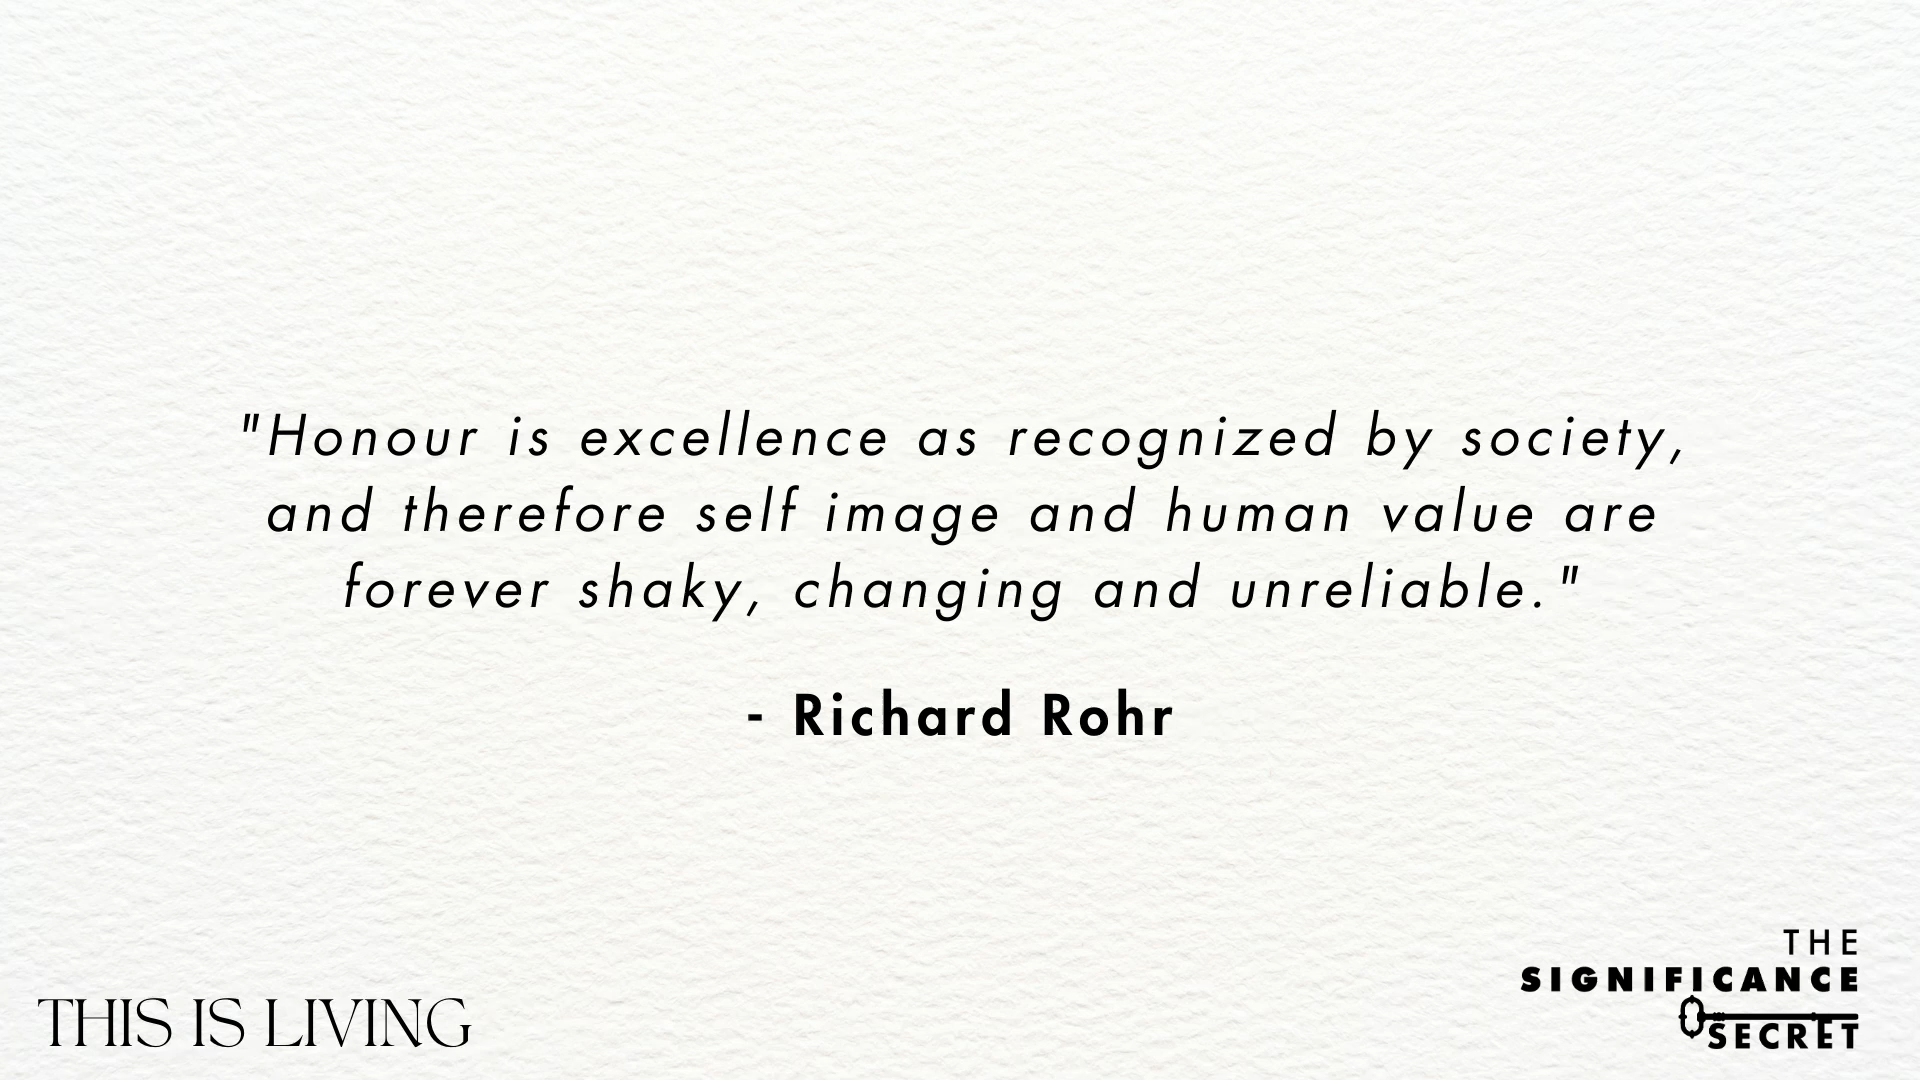 "Honour is excellence as recognized by society,
and therefore self image and human value are
forever shaky, changing and unreliable."
- Richard Rohr
THIS IS LIVING
THE
SIGNIFICANCE
SECRET